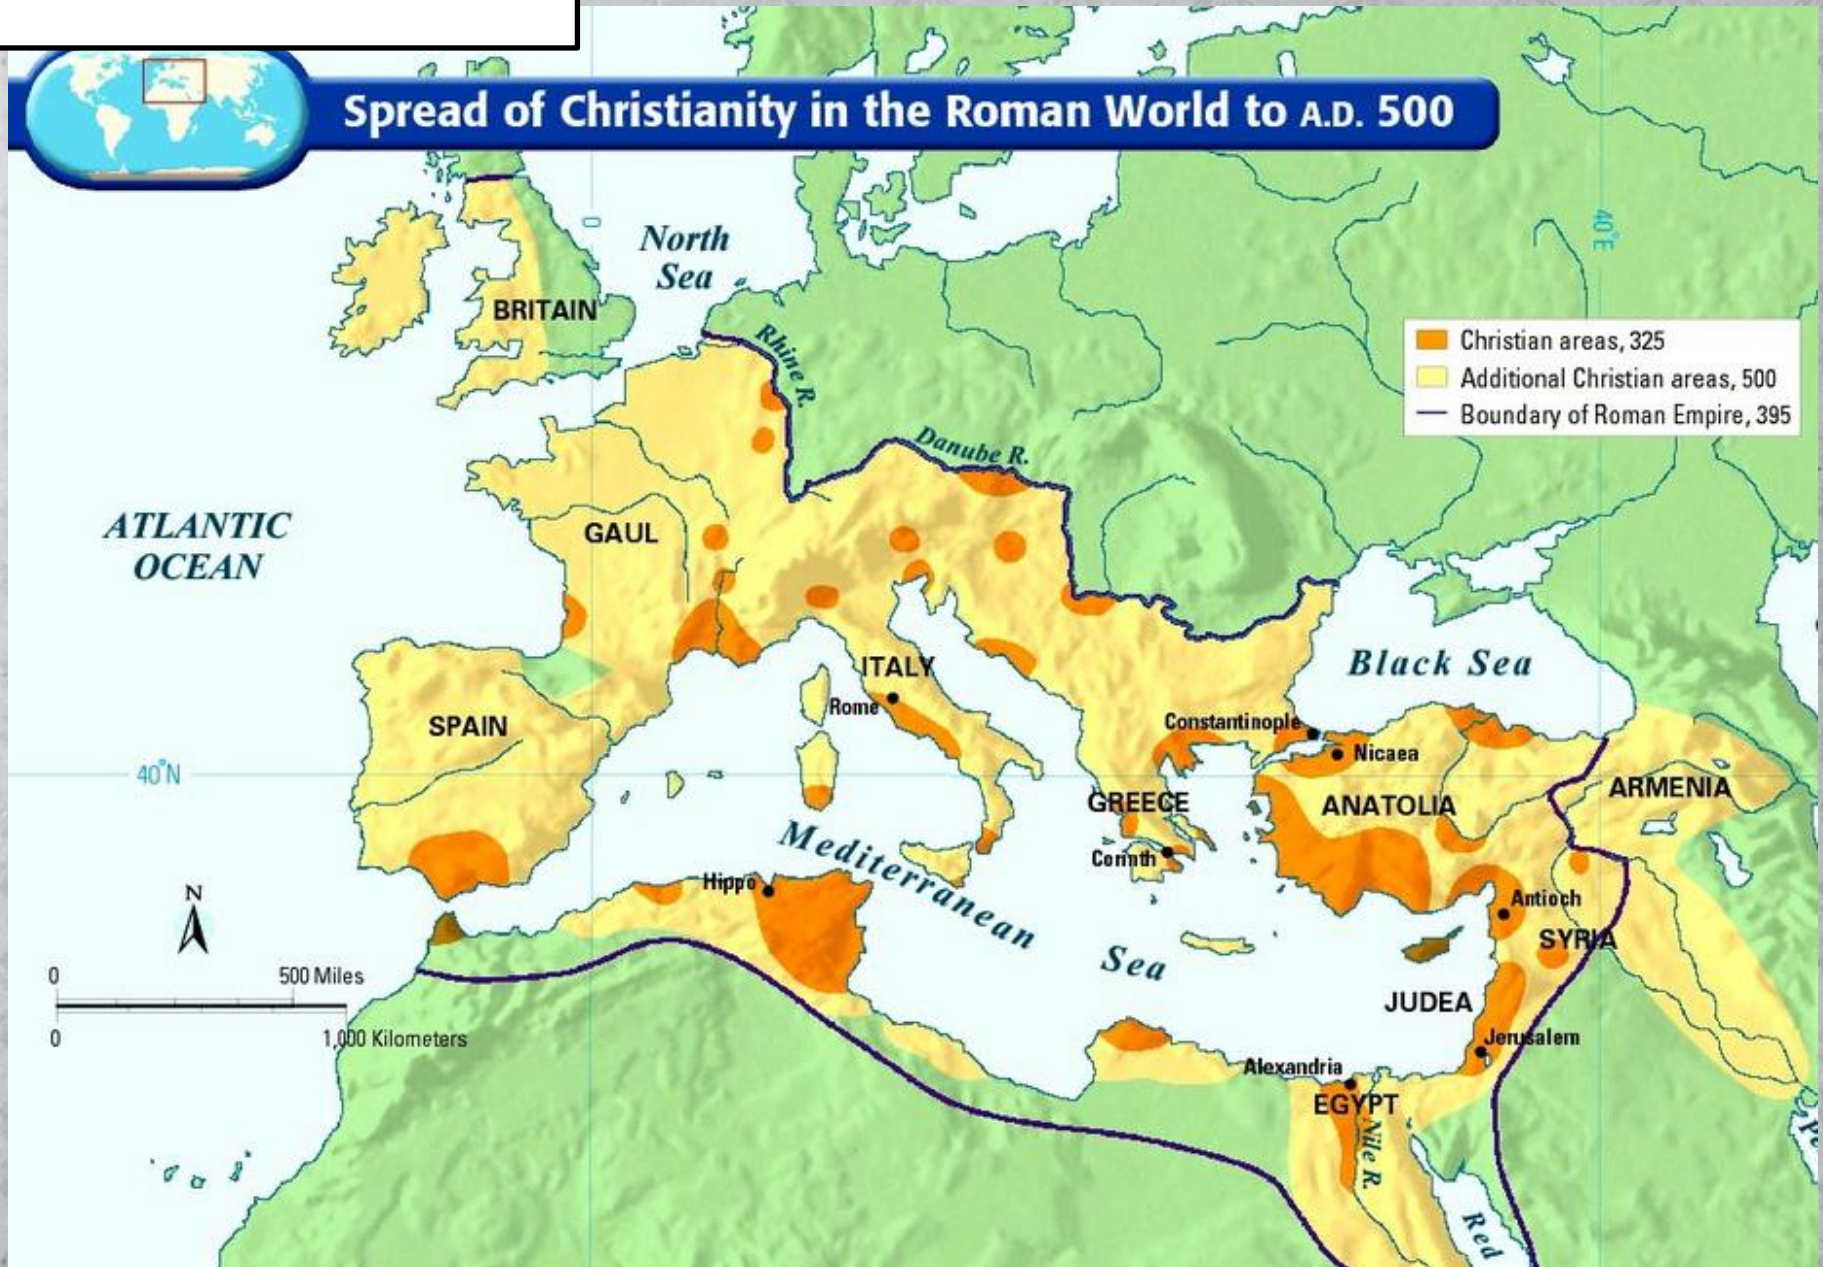 Spread of Christianity in the Roman World to A.D. 500
North
Sea
0°
40°E
BRITAIN
Rhine R.
Christian areas, 325
Additional Christian areas, 500
Boundary of Roman Empire, 395
Danube R.
ATLANTIC
OCEAN
GAUL
Black Sea
ITALY
Rome
SPAIN
Constantinople
Nicaea
40°N
ARMENIA
GREECE
ANATOLIA
Mediterranean
Sea
Corinth
Hippo
Antioch
N
SYRIA
0 500 Miles
0 1,000 Kilometers
JUDEA
Jerusalem
Alexandria
EGYPT
Nile R.
Red